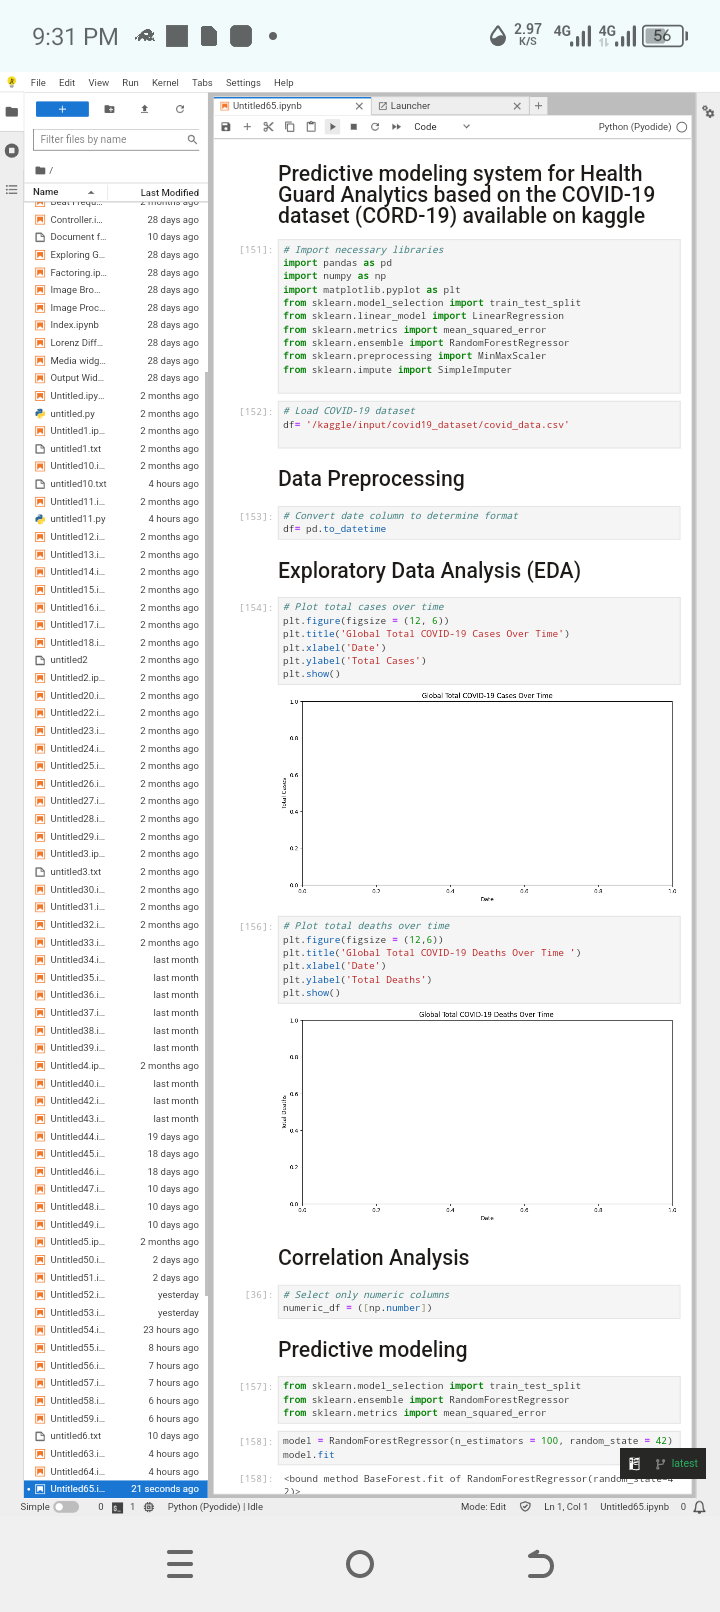 9:31 PM
2.97 K/S 4G 4G 56
File Edit View Run Kernel Tabs Settings Help
+
Untitled65.ipynb Launcher
Code Python (Pyodide)
Filter files by name
/
Name Last Modified
Beat Frequ... 2 months ago
Controller.i... 28 days ago
Document f... 10 days ago
Exploring G... 28 days ago
Factoring.ip... 28 days ago
Image Bro... 28 days ago
Image Proc... 28 days ago
Index.ipynb 28 days ago
Lorenz Diff... 28 days ago
Media widg... 28 days ago
Output Wid... 28 days ago
Untitled.ipy... 2 months ago
untitled.py 2 months ago
Untitled1.ip... 2 months ago
untitled1.txt 2 months ago
Untitled10.i... 2 months ago
untitled10.txt 4 hours ago
Untitled11.i... 2 months ago
untitled11.py 4 hours ago
Untitled12.i... 2 months ago
Untitled13.i... 2 months ago
Untitled14.i... 2 months ago
Untitled15.i... 2 months ago
Untitled16.i... 2 months ago
Untitled17.i... 2 months ago
Untitled18.i... 2 months ago
untitled2 2 months ago
Untitled2.ip... 2 months ago
Untitled20.i... 2 months ago
Untitled22.i... 2 months ago
Untitled23.i... 2 months ago
Untitled24.i... 2 months ago
Untitled25.i... 2 months ago
Untitled26.i... 2 months ago
Untitled27.i... 2 months ago
Untitled28.i... 2 months ago
Untitled29.i... 2 months ago
Untitled3.ip... 2 months ago
untitled3.txt 2 months ago
Untitled30.i... 2 months ago
Untitled31.i... 2 months ago
Untitled32.i... 2 months ago
Untitled33.i... 2 months ago
Untitled34.i... last month
Untitled35.i... last month
Untitled36.i... last month
Untitled37.i... last month
Untitled38.i... last month
Untitled39.i... last month
Untitled4.ip... 2 months ago
Untitled40.i... last month
Untitled42.i... last month
Untitled43.i... last month
Untitled44.i... 19 days ago
Untitled45.i... 18 days ago
Untitled46.i... 18 days ago
Untitled47.i... 10 days ago
Untitled48.i... 10 days ago
Untitled49.i... 10 days ago
Untitled5.ip... 2 months ago
Untitled50.i... 2 days ago
Untitled51.i... 2 days ago
Untitled52.i... yesterday
Untitled53.i... yesterday
Untitled54.i... 23 hours ago
Untitled55.i... 8 hours ago
Untitled56.i... 7 hours ago
Untitled57.i... 7 hours ago
Untitled58.i... 6 hours ago
Untitled59.i... 6 hours ago
untitled6.txt 10 days ago
Untitled63.i... 4 hours ago
Untitled64.i... 4 hours ago
Untitled65.i... 21 seconds ago
Predictive modeling system for Health
Guard Analytics based on the COVID-19
dataset (CORD-19) available on kaggle
[151]: # Import necessary libraries
import pandas as pd
import numpy as np
import matplotlib.pyplot as plt
from sklearn.model_selection import train_test_split
from sklearn.linear_model import LinearRegression
from sklearn.metrics import mean_squared_error
from sklearn.ensemble import RandomForestRegressor
from sklearn.preprocessing import MinMaxScaler
from sklearn.impute import SimpleImputer
[152]: # Load COVID-19 dataset
df= '/kaggle/input/covid19_dataset/covid_data.csv'
Data Preprocessing
[153]: # Convert date column to determine format
df= pd.to_datetime
Exploratory Data Analysis (EDA)
[154]: # Plot total cases over time
plt.figure(figsize = (12, 6))
plt.title('Global Total COVID-19 Cases Over Time')
plt.xlabel('Date')
plt.ylabel('Total Cases')
plt.show()
Global Total COVID-19 Cases Over Time
1.0
0.8
0.6
Total Cases
0.4
0.2
0.0
0.0 0.2 0.4 0.6 0.8 1.0
Date
[156]: # Plot total deaths over time
plt.figure(figsize = (12,6))
plt.title('Global Total COVID-19 Deaths Over Time ')
plt.xlabel('Date')
plt.ylabel('Total Deaths')
plt.show()
Global Total COVID-19 Deaths Over Time
1.0
0.8
0.6
Total Deaths
0.4
0.2
0.0
0.0 0.2 0.4 0.6 0.8 1.0
Date
Correlation Analysis
[36]: # Select only numeric columns
numeric_df = ([np.number])
Predictive modeling
[157]: from sklearn.model_selection import train_test_split
from sklearn.ensemble import RandomForestRegressor
from sklearn.metrics import mean_squared_error
[158]: model = RandomForestRegressor(n_estimators = 100, random_state = 42)
model.fit
[158]: <bound method BaseForest.fit of RandomForestRegressor(random_state=4
2)>
latest
Simple 0 1 Python (Pyodide) | Idle Mode: Edit Ln 1, Col 1 Untitled65.ipynb 0